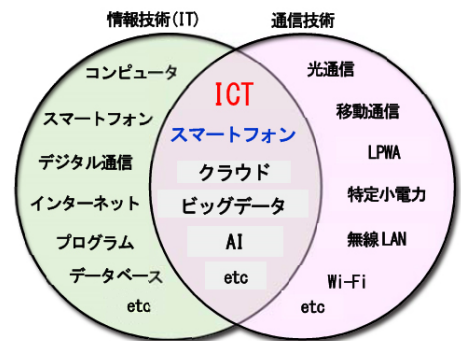 情報技術(IT)
通信技術
コンピュータ
スマートフォン
デジタル通信
インターネット
プログラム
データベース
etc
ICT
スマートフォン
クラウド
ビッグデータ
AI
etc
光通信
移動通信
LPWA
特定小電力
無線LAN
Wi-Fi
etc